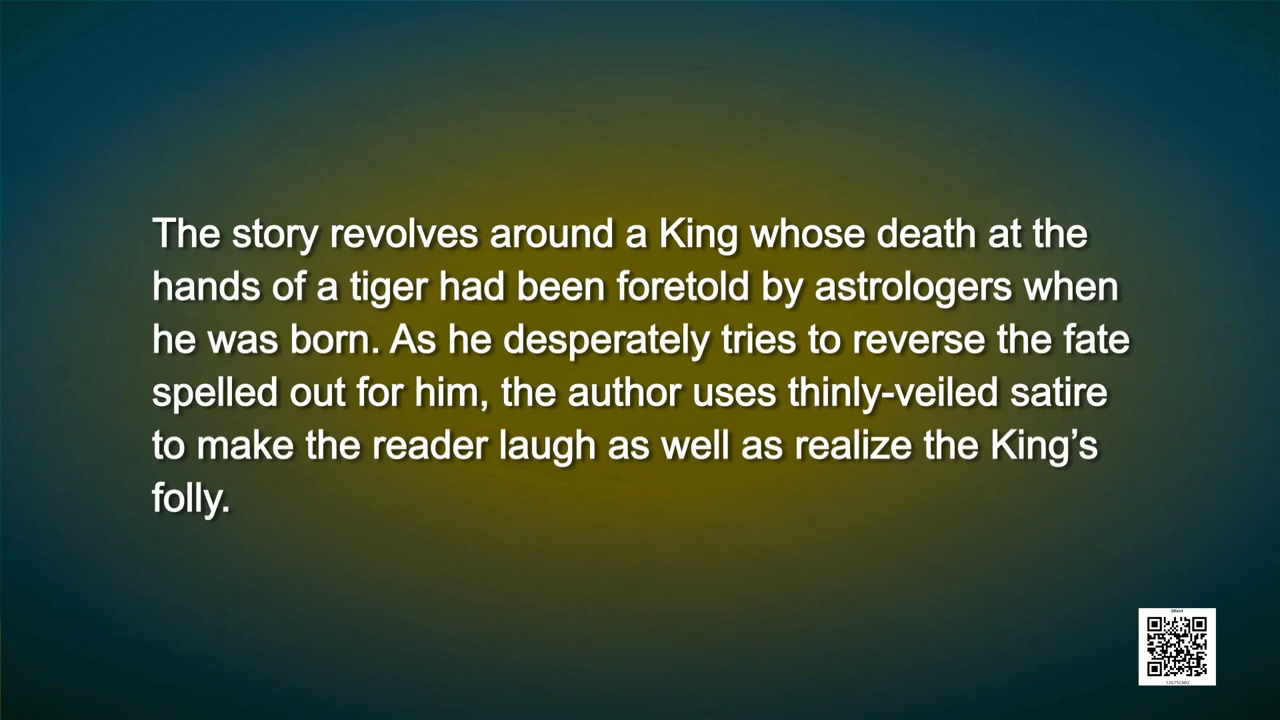 The story revolves around a King whose death at the
hands of a tiger had been foretold by astrologers when
he was born. As he desperately tries to reverse the fate
spelled out for him, the author uses thinly-veiled satire
to make the reader laugh as well as realize the King’s
folly.